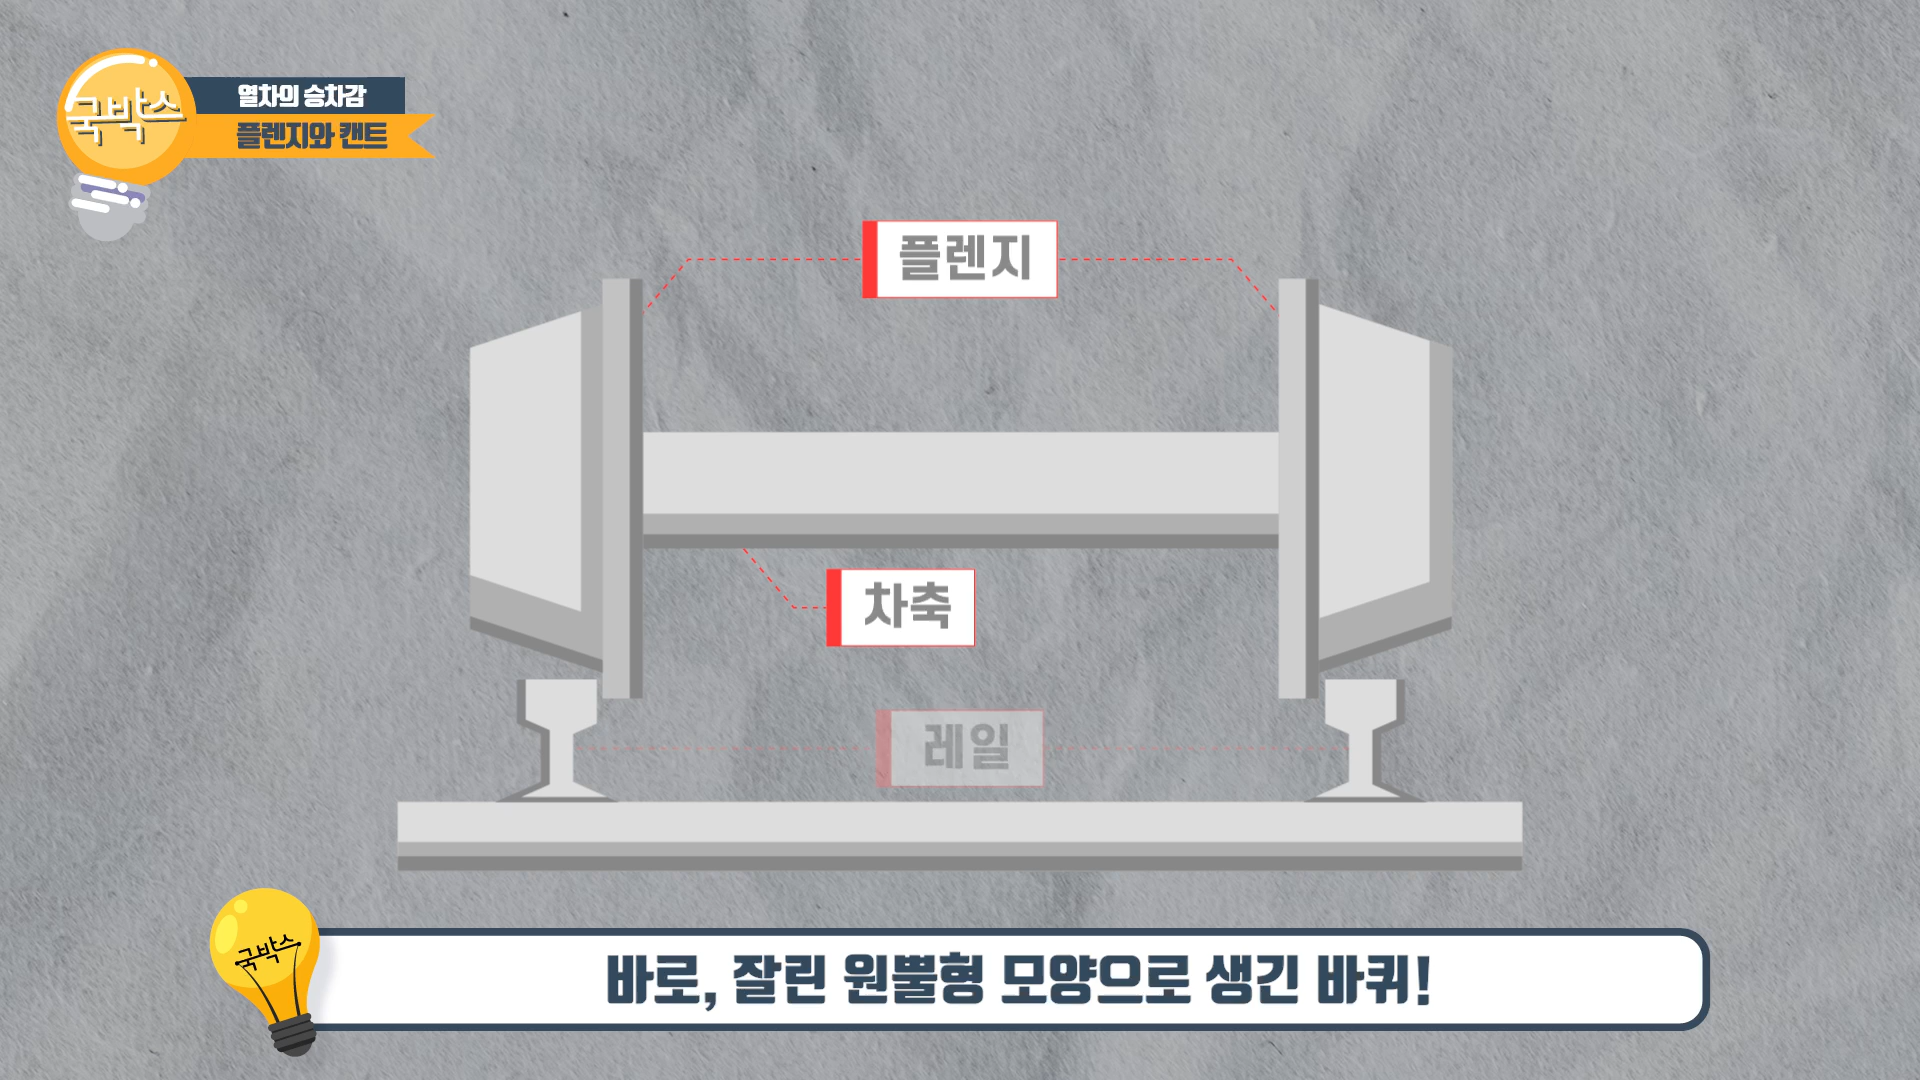 국박스
열차의 승차감
플렌지와 캔트
플렌지
차축
레일
국박스
바로, 잘린 원뿔형 모양으로 생긴 바퀴!